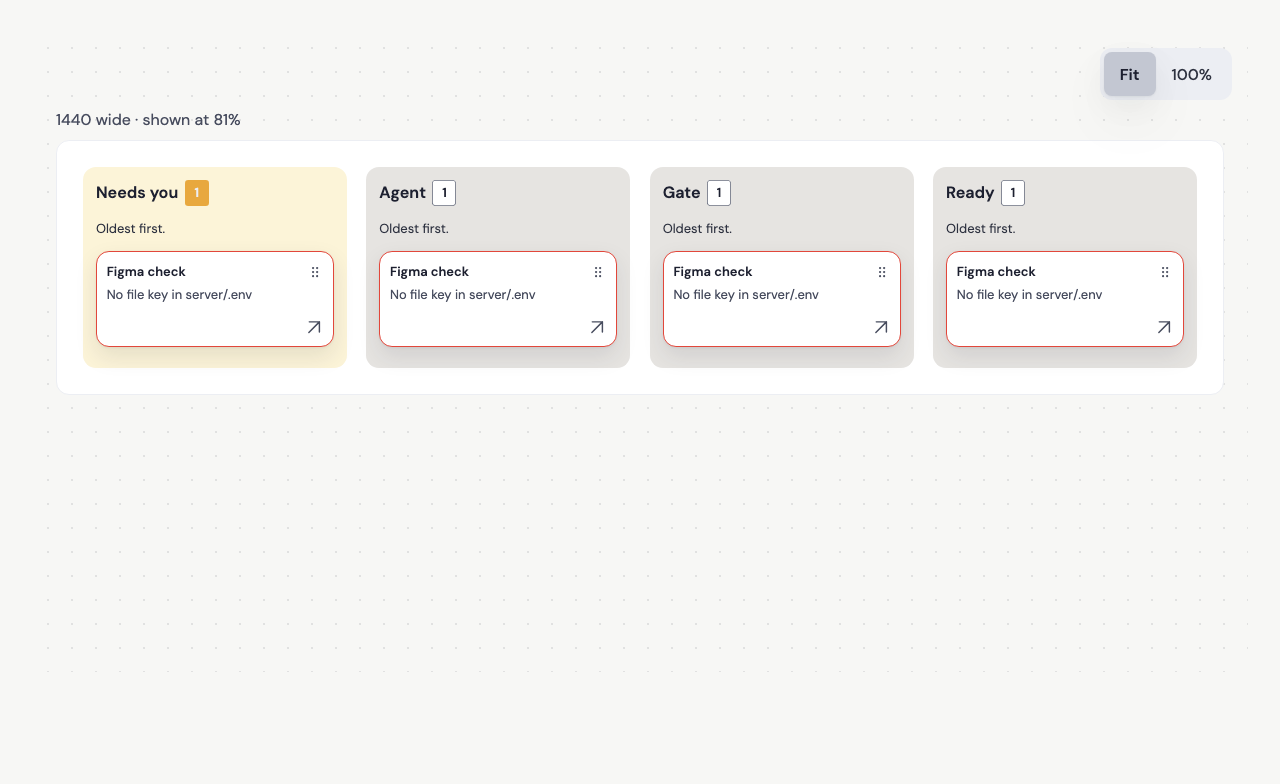 Fit 100%
1440 wide · shown at 81%
Needs you 1
Oldest first.
Figma check
No file key in server/.env
Agent 1
Oldest first.
Figma check
No file key in server/.env
Gate 1
Oldest first.
Figma check
No file key in server/.env
Ready 1
Oldest first.
Figma check
No file key in server/.env